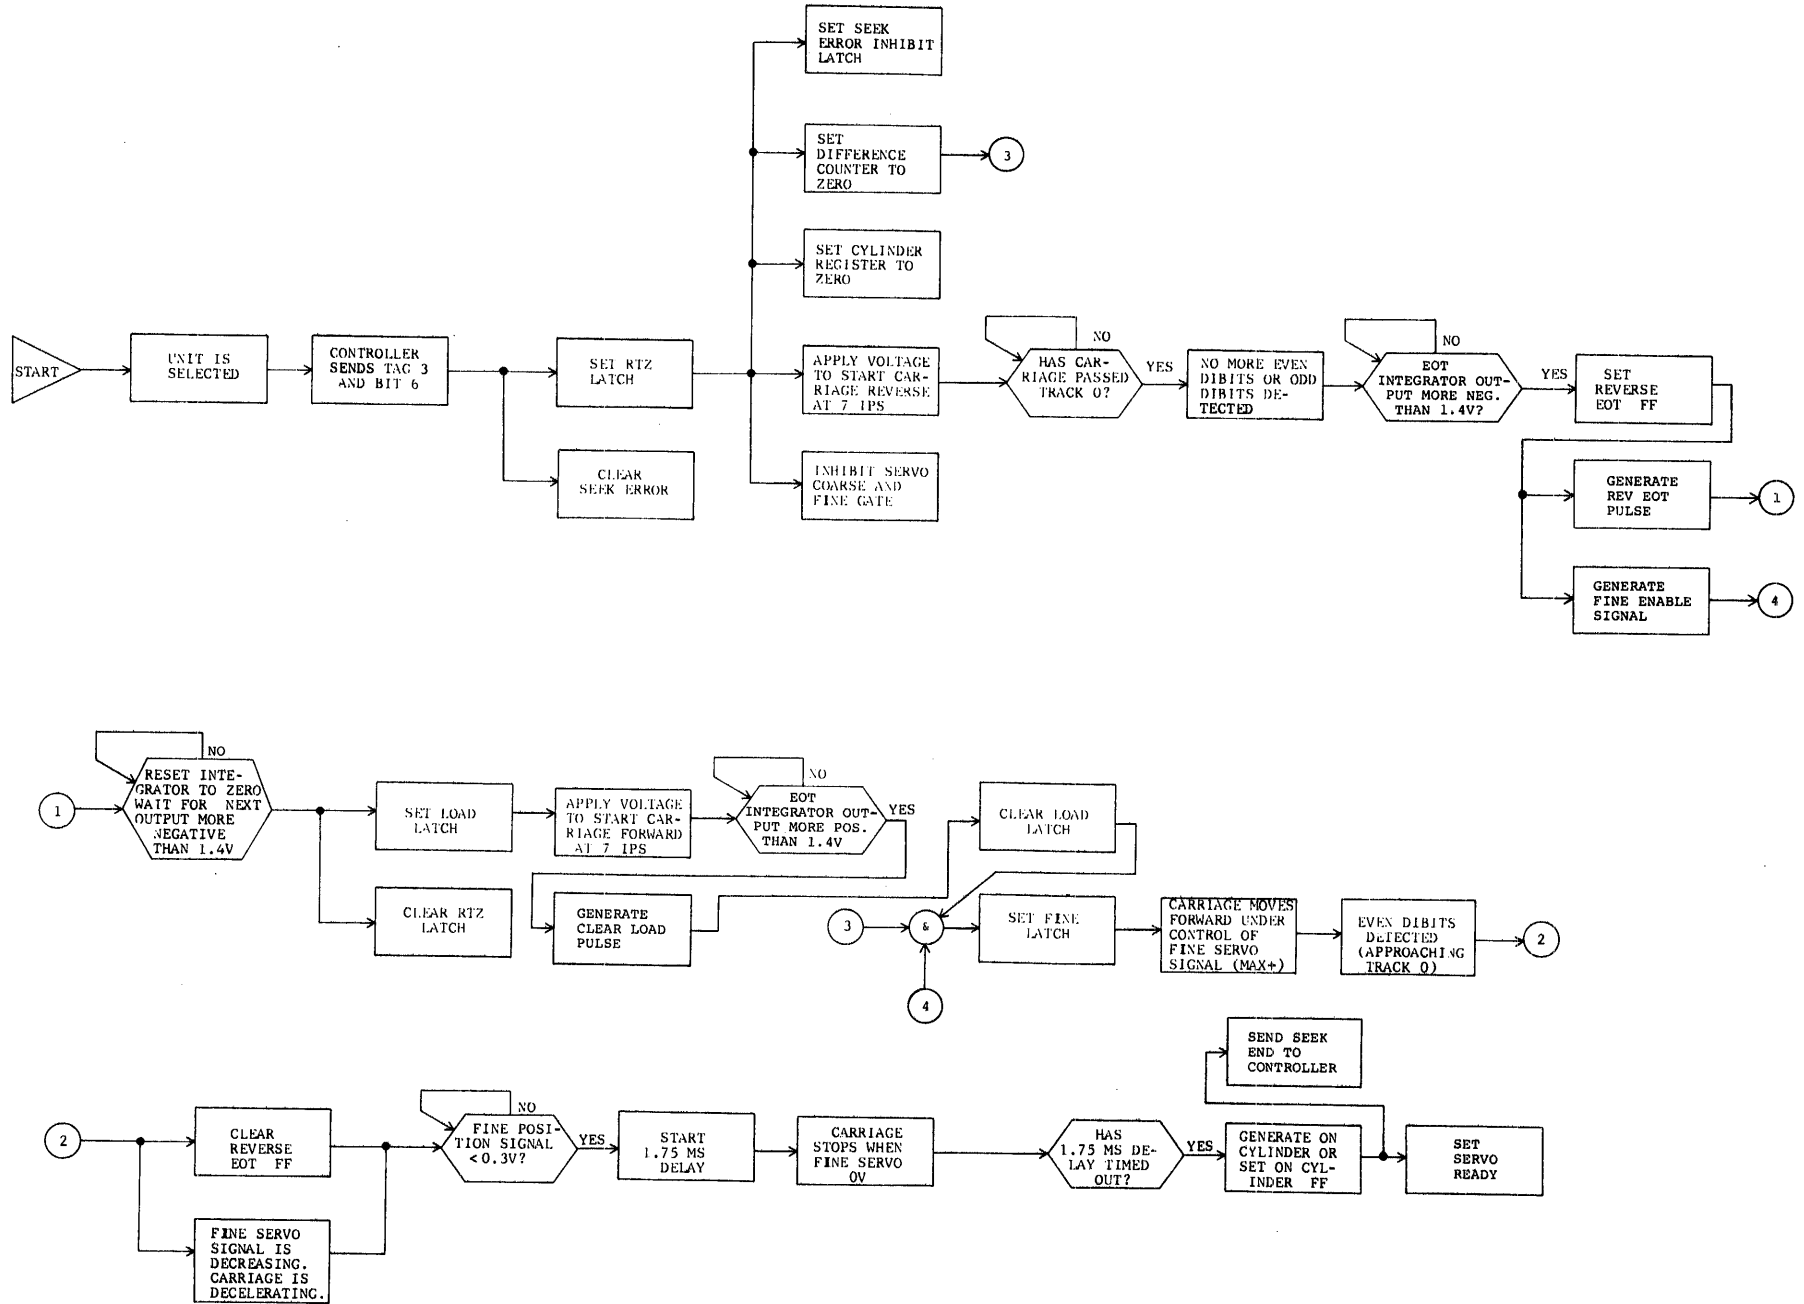 SET SEEK
ERROR INHIBIT
LATCH
SET
DIFFERENCE
COUNTER TO
ZERO
3
SET CYLINDER
REGISTER TO
ZERO
START
UNIT IS
SELECTED
CONTROLLER
SENDS TAG 3
AND BIT 6
SET RTZ
LATCH
APPLY VOLTAGE
TO START CAR-
RIAGE REVERSE
AT 7 IPS
NO
HAS CAR-
RIAGE PASSED
TRACK 0?
YES
NO MORE EVEN
DIBITS OR ODD
DIBITS DE-
TECTED
NO
EOT
INTEGRATOR OUT-
PUT MORE NEG.
THAN 1.4V?
YES
SET
REVERSE
EOT FF
CLEAR
SEEK ERROR
INHIBIT SERVO
COARSE AND
FINE GATE
GENERATE
REV EOT
PULSE
1
GENERATE
FINE ENABLE
SIGNAL
4
1
NO
RESET INTE-
GRATOR TO ZERO
WAIT FOR NEXT
OUTPUT MORE
NEGATIVE
THAN 1.4V
SET LOAD
LATCH
APPLY VOLTAGE
TO START CAR-
RIAGE FORWARD
AT 7 IPS
NO
EOT
INTEGRATOR OUT-
PUT MORE POS.
THAN 1.4V
YES
CLEAR LOAD
LATCH
CLEAR RTZ
LATCH
GENERATE
CLEAR LOAD
PULSE
3
&
4
SET FINE
LATCH
CARRIAGE MOVES
FORWARD UNDER
CONTROL OF
FINE SERVO
SIGNAL (MAX+)
EVEN DIBITS
DETECTED
(APPROACHING
TRACK 0)
2
SEND SEEK
END TO
CONTROLLER
2
CLEAR
REVERSE
EOT FF
NO
FINE POSI-
TION SIGNAL
<0.3V?
YES
START
1.75 MS
DELAY
CARRIAGE
STOPS WHEN
FINE SERVO
0V
HAS
1.75 MS DE-
LAY TIMED
OUT?
YES
GENERATE ON
CYLINDER OR
SET ON CYL-
INDER FF
SET
SERVO
READY
FINE SERVO
SIGNAL IS
DECREASING.
CARRIAGE IS
DECELERATING.